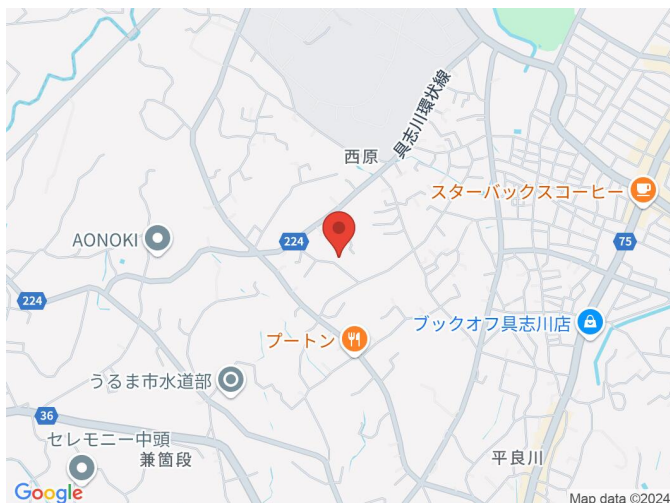 西原
具志川環状線
スターバックスコーヒー
AONOKI
224
75
224
ブックオフ具志川店
プートン
うるま市水道部
36
セレモニー中頭
兼箇段
平良川
Google
Map data ©2024